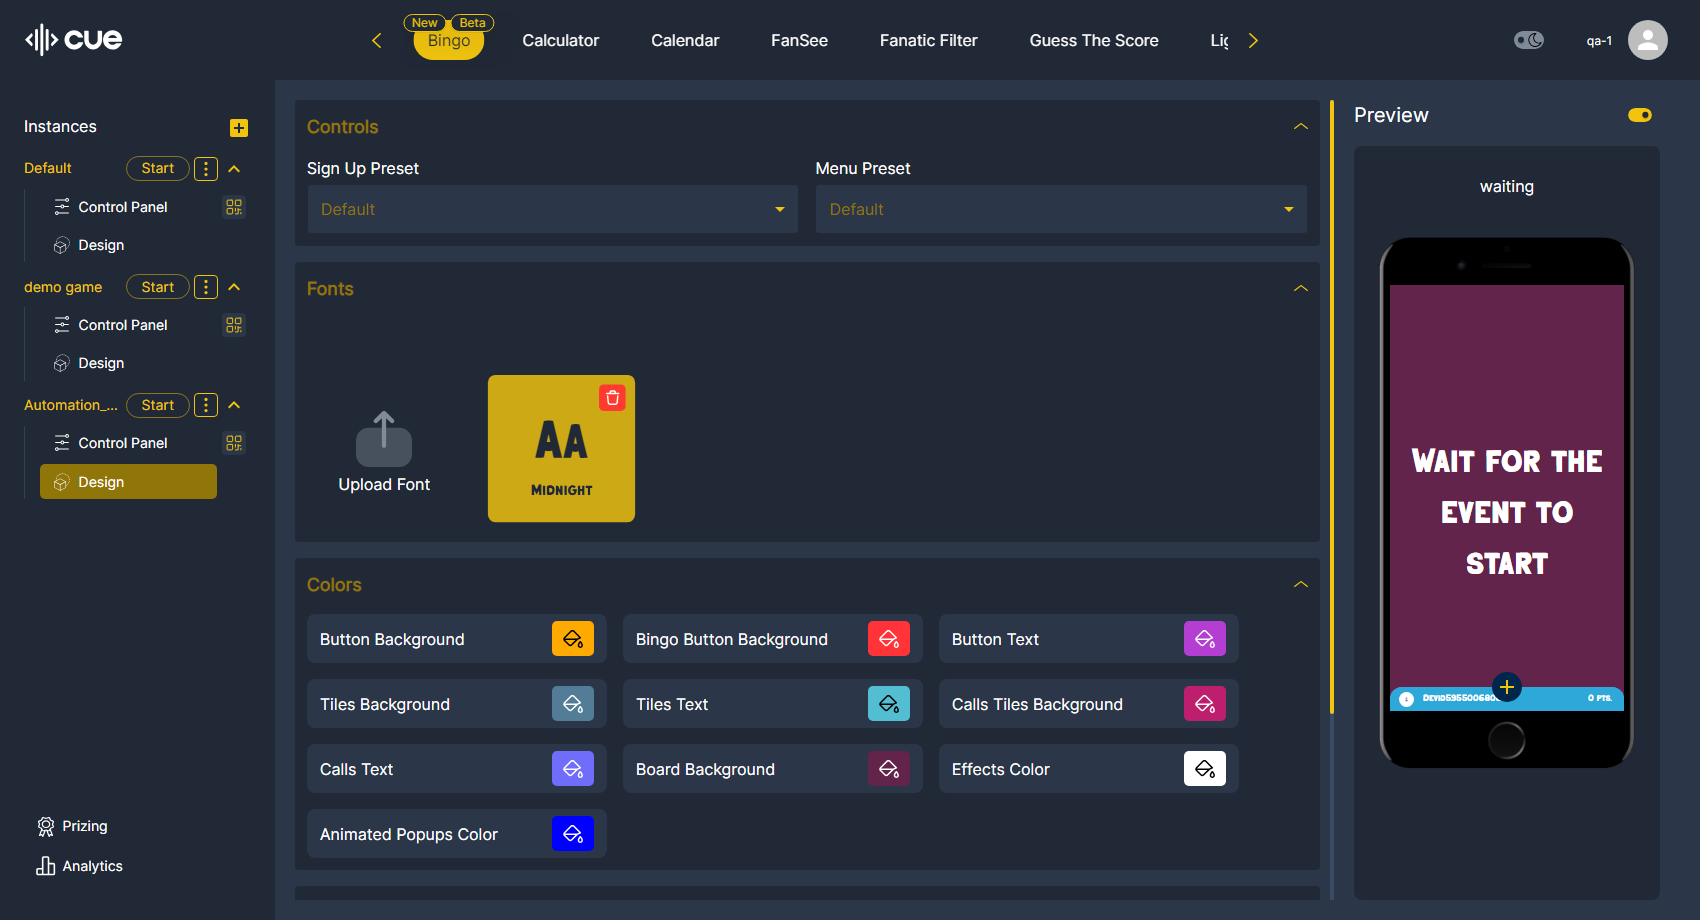 cue
New
Beta
Bingo
Calculator
Calendar
FanSee
Fanatic Filter
Guess The Score
qa-1
Instances
Default
Start
Control Panel
Design
demo game
Start
Control Panel
Design
Automation_...
Start
Control Panel
Design
Prizing
Analytics
Controls
Sign Up Preset
Menu Preset
Default
Default
Fonts
Upload Font
AA
MIDNIGHT
Colors
Button Background
Bingo Button Background
Button Text
Tiles Background
Tiles Text
Calls Tiles Background
Calls Text
Board Background
Effects Color
Animated Popups Color
Preview
waiting
WAIT FOR THE
EVENT TO
START
0 PTS.